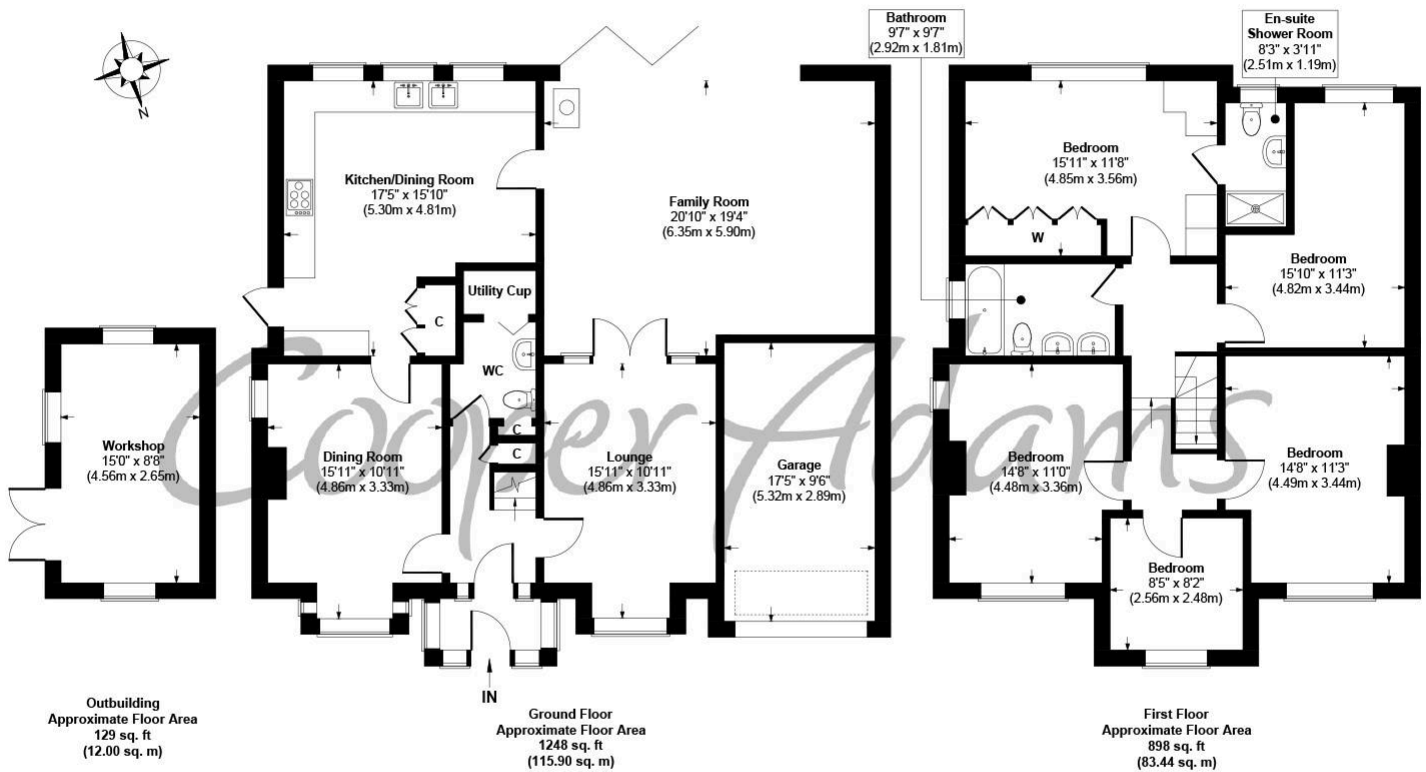 Bathroom
9'7" x 9'7"
(2.92m x 1.81m)
En-suite
Shower Room
8'3" x 3'11"
(2.51m x 1.19m)
N
Kitchen/Dining Room
17'5" x 15'10"
(5.30m x 4.81m)
Family Room
20'10" x 19'4"
(6.35m x 5.90m)
Bedroom
15'11" x 11'8"
(4.85m x 3.56m)
W
Bedroom
15'10" x 11'3"
(4.82m x 3.44m)
Utility Cup
C
WC
C
C
Workshop
15'0" x 8'8"
(4.56m x 2.65m)
Dining Room
15'11" x 10'11"
(4.86m x 3.33m)
Lounge
15'11" x 10'11"
(4.86m x 3.33m)
Garage
17'5" x 9'6"
(5.32m x 2.89m)
Bedroom
14'8" x 11'0"
(4.48m x 3.36m)
Bedroom
14'8" x 11'3"
(4.49m x 3.44m)
Bedroom
8'5" x 8'2"
(2.56m x 2.48m)
Cooper Adams
IN
Outbuilding
Approximate Floor Area
129 sq. ft
(12.00 sq. m)
Ground Floor
Approximate Floor Area
1248 sq. ft
(115.90 sq. m)
First Floor
Approximate Floor Area
898 sq. ft
(83.44 sq. m)